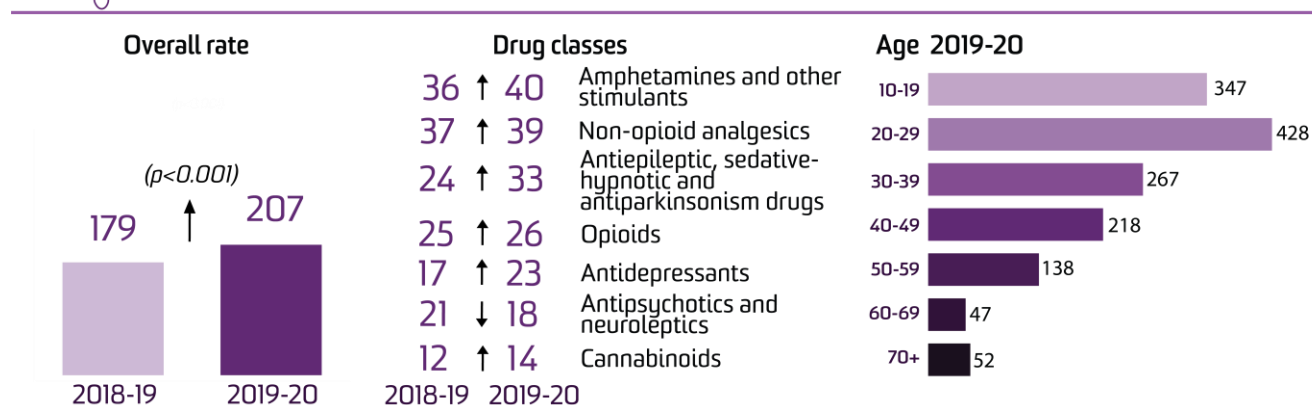 Overall rate
(p<0.001)
179
207
2018-19
2019-20
Drug classes
36 ↑ 40 Amphetamines and other
stimulants
37 ↑ 39 Non-opioid analgesics
24 ↑ 33 Antiepileptic, sedative-
hypnotic and
antiparkinsonism drugs
25 ↑ 26 Opioids
17 ↑ 23 Antidepressants
21 ↓ 18 Antipsychotics and
neuroleptics
12 ↑ 14 Cannabinoids
2018-19 2019-20
Age 2019-20
10-19 347
20-29 428
30-39 267
40-49 218
50-59 138
60-69 47
70+ 52